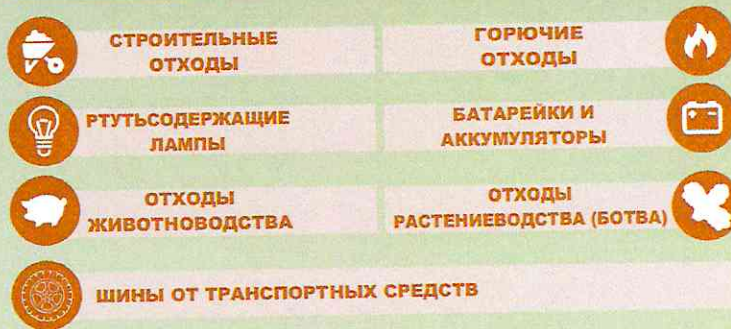 СТРОИТЕЛЬНЫЕ
ОТХОДЫ
ГОРЮЧИЕ
ОТХОДЫ
РТУТЬСОДЕРЖАЩИЕ
ЛАМПЫ
БАТАРЕЙКИ И
АККУМУЛЯТОРЫ
ОТХОДЫ
ЖИВОТНОВОДСТВА
ОТХОДЫ
РАСТЕНИЕВОДСТВА (БОТВА)
ШИНЫ ОТ ТРАНСПОРТНЫХ СРЕДСТВ